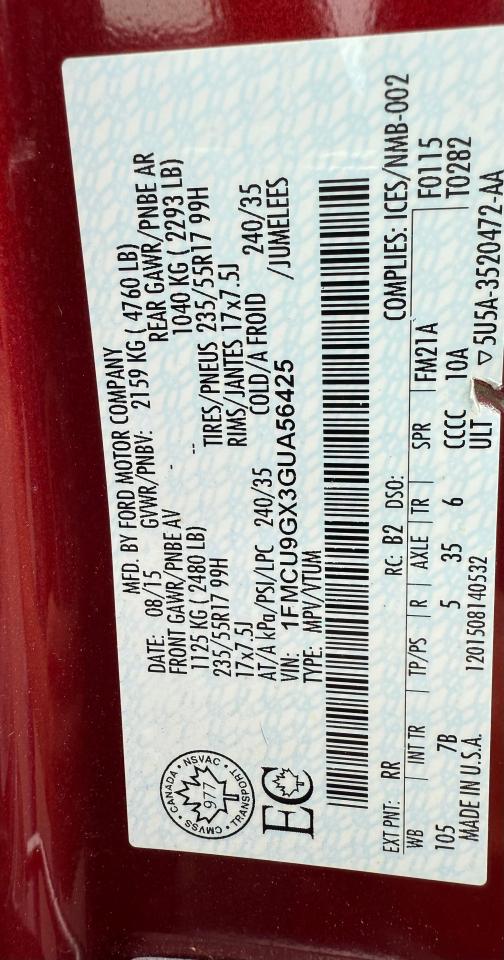 MFD. BY FORD MOTOR COMPANY
DATE: 08/15 GVWR/PNBV: 2159 KG ( 4760 LB)
FRONT GAWR/PNBE AV - REAR GAWR/PNBE AR
1125 KG ( 2480 LB) -- 1040 KG ( 2293 LB)
235/55R17 99H TIRES/PNEUS 235/55R17 99H
17x7.5J RIMS/JANTES 17x7.5J
AT/A kPa/PSI/LPC 240/35 COLD/A FROID 240/35
VIN: 1FMCU9GX3GUA56425 /JUMELEES
TYPE: MPV/VTUM
CANADA • NSVAC • TRANSPORT • CMVSS •
977
EC
EXT PNT: RR RC: B2 DSO: COMPLIES: ICES/NMB-002
WB INT TR TP/PS R AXLE TR SPR FM21A F0115
105 7B 5 35 6 CCCC 10A T0282
MADE IN U.S.A. 1201508140532 UIT ▽ 5U5A-3520472-AA